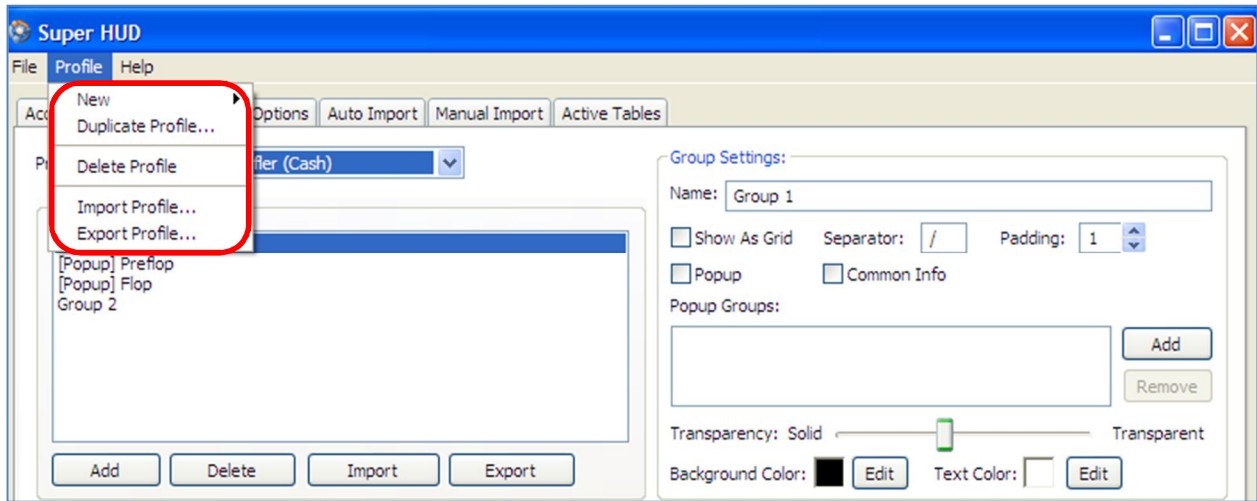 Super HUD
File Profile Help
New
Duplicate Profile...
Delete Profile
Import Profile...
Export Profile...
Options Auto Import Manual Import Active Tables
(Cash)
[Popup] Preflop
[Popup] Flop
Group 2
Add Delete Import Export
Group Settings:
Name: Group 1
Show As Grid Separator: / Padding: 1
Popup Common Info
Popup Groups:
Add
Remove
Transparency: Solid Transparent
Background Color: Edit Text Color: Edit